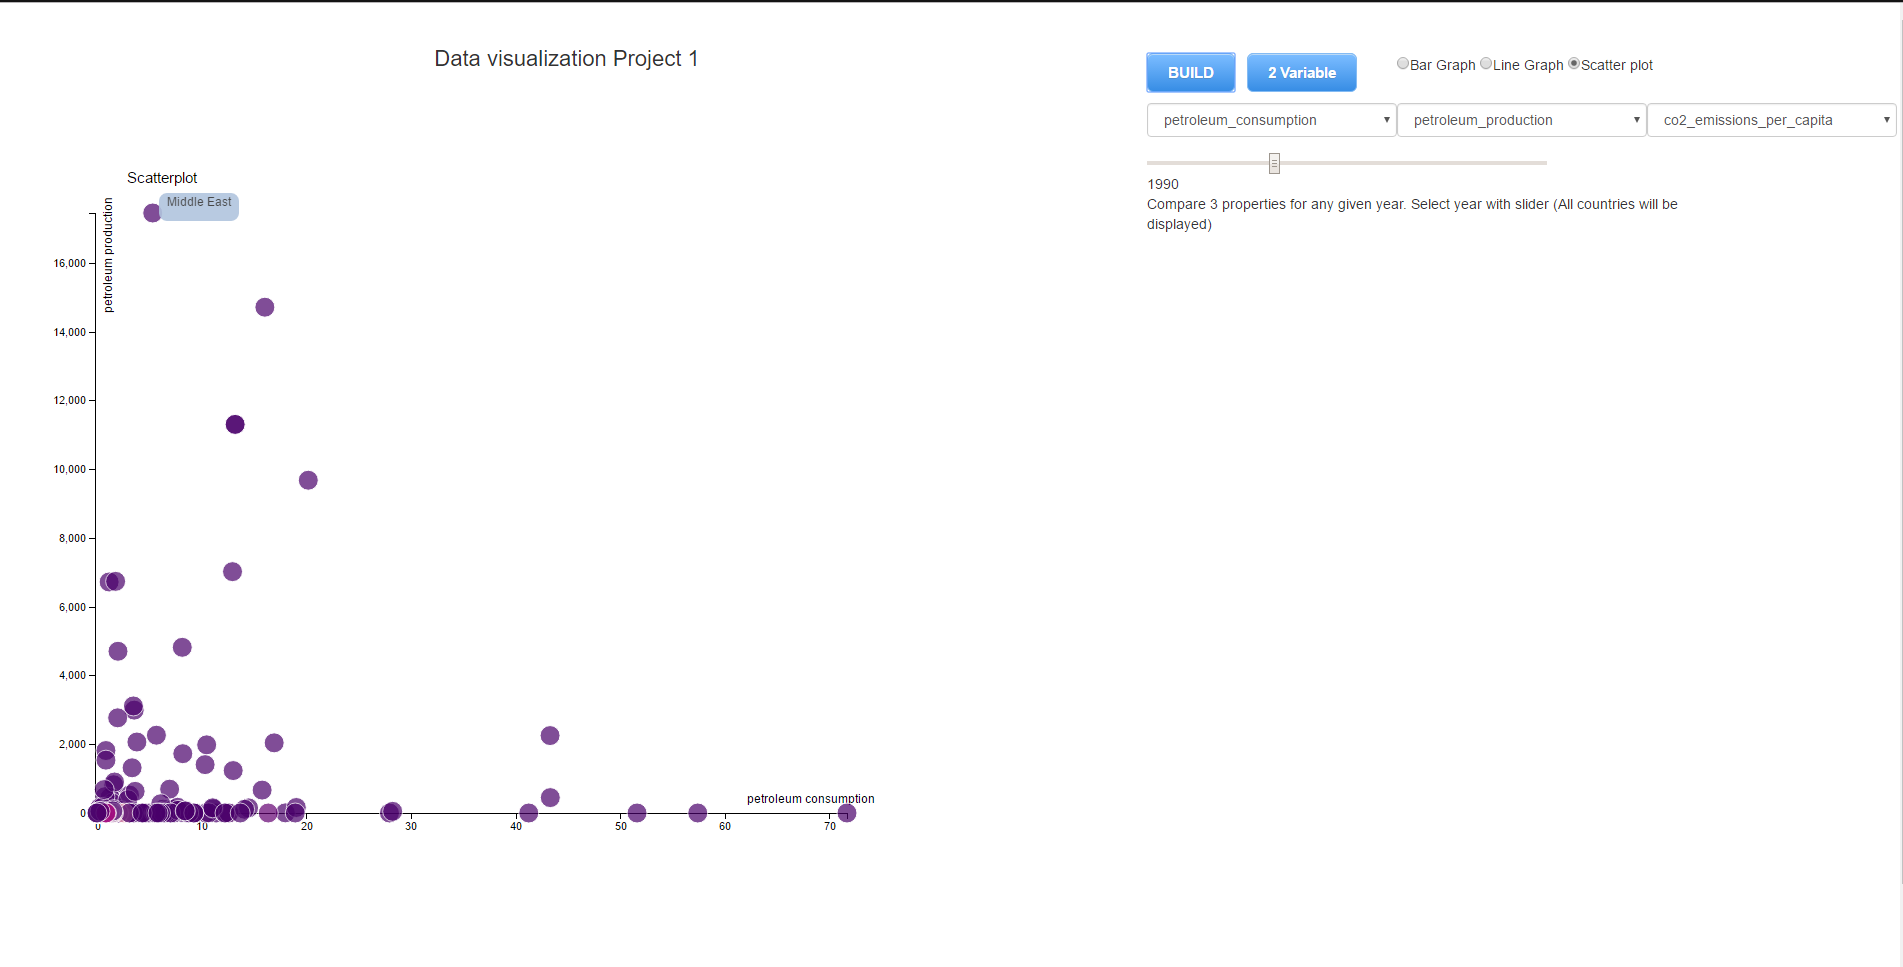 Data visualization Project 1
BUILD
2 Variable
Bar Graph Line Graph Scatter plot
petroleum_consumption
petroleum_production
co2_emissions_per_capita
1990
Compare 3 properties for any given year. Select year with slider (All countries will be
displayed)
Scatterplot
Middle East
petroleum production
16,000
14,000
12,000
10,000
8,000
6,000
4,000
2,000
0
petroleum consumption
0 10 20 30 40 50 60 70